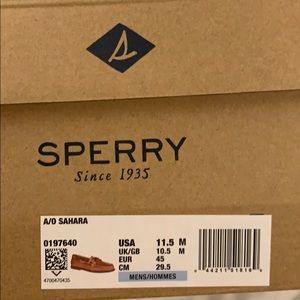 SPERRY
Since 1935
A/O SAHARA
0197640
USA 11.5 M
UK/GB 10.5 M
EUR 45
CM 29.5
MENS/HOMMES
4700470435